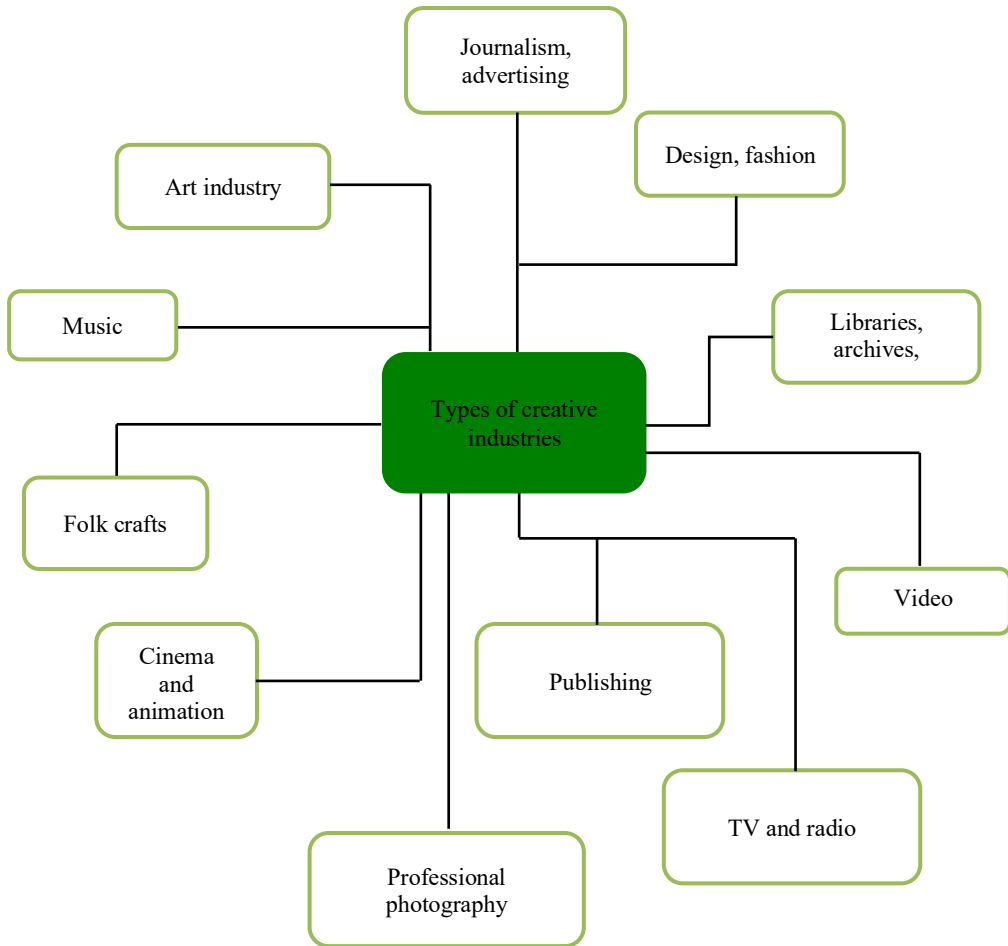 Journalism,
advertising
Design, fashion
Art industry
Music
Libraries,
archives,
Types of creative
industries
Folk crafts
Video
Cinema
and
animation
Publishing
TV and radio
Professional
photography